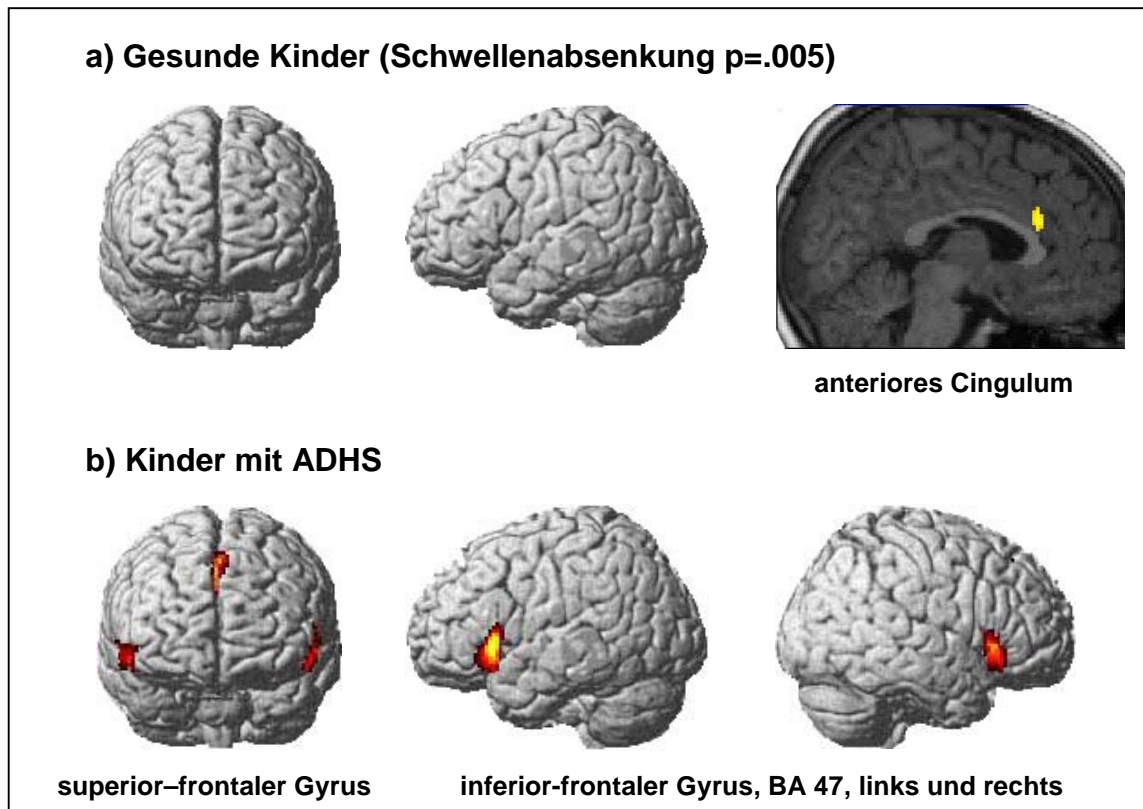 a) Gesunde Kinder (Schwellenabsenkung p=.005)
anteriores Cingulum
b) Kinder mit ADHS
superior–frontaler Gyrus
inferior-frontaler Gyrus, BA 47, links und rechts